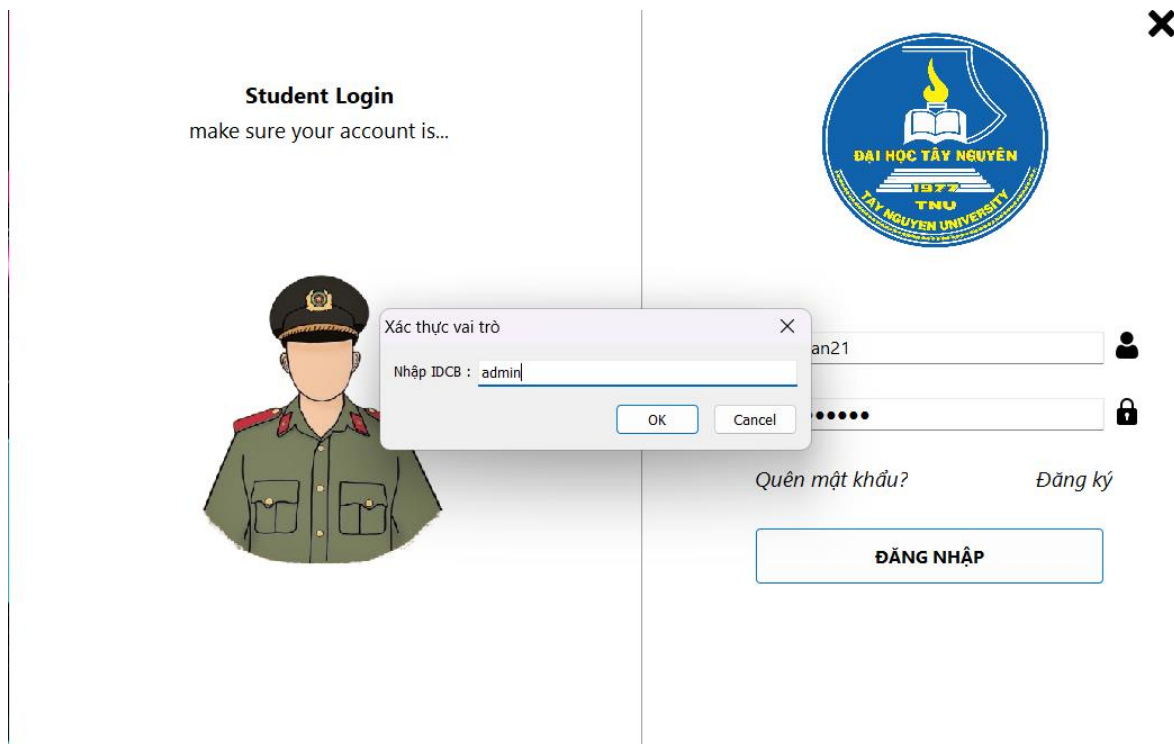 Student Login
make sure your account is...
ĐẠI HỌC TÂY NGUYÊN
1977
TNU
TAY NGUYEN UNIVERSITY
Xác thực vai trò
Nhập IDCB :
admin
OK
Cancel
an21
••••••
Quên mật khẩu?
Đăng ký
ĐĂNG NHẬP